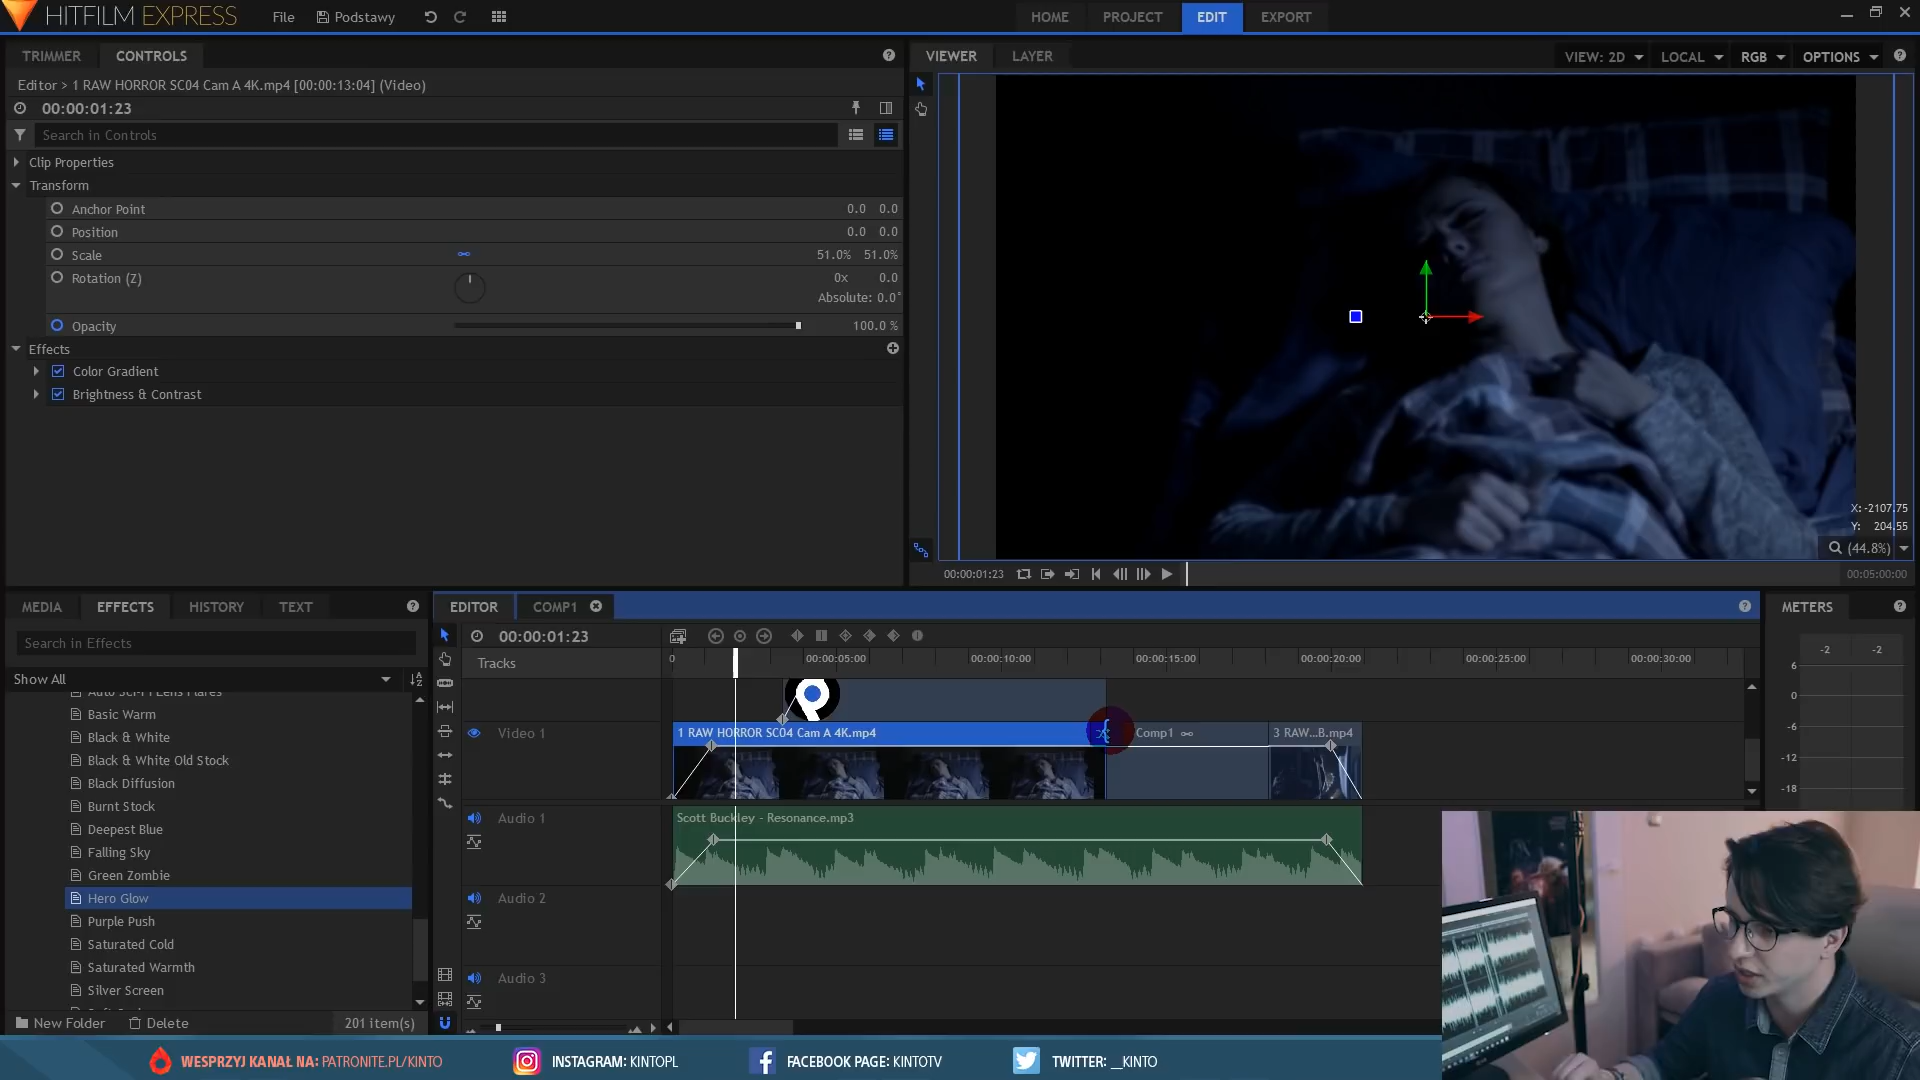 HITFILM EXPRESS
File
Podstawy
HOME
PROJECT
EDIT
EXPORT
TRIMMER
CONTROLS
VIEWER
LAYER
VIEW: 2D
LOCAL
RGB
OPTIONS
Editor > 1 RAW HORROR SC04 Cam A 4K.mp4 [00:00:13:04] (Video)
00:00:01:23
Search in Controls
Clip Properties
Transform
Anchor Point 0.0 0.0
Position 0.0 0.0
Scale 51.0% 51.0%
Rotation (Z) 0x 0.0
Absolute: 0.0°
Opacity 100.0 %
Effects
Color Gradient
Brightness & Contrast
X: -2107.75
Y: 204.55
(44.8%)
00:00:01:23
00:05:00:00
MEDIA
EFFECTS
HISTORY
TEXT
Search in Effects
Show All
Basic Warm
Black & White
Black & White Old Stock
Black Diffusion
Burnt Stock
Deepest Blue
Falling Sky
Green Zombie
Hero Glow
Purple Push
Saturated Cold
Saturated Warmth
Silver Screen
New Folder
Delete
201 item(s)
EDITOR
COMP1
00:00:01:23
Tracks
0
00:00:05:00
00:00:10:00
00:00:15:00
00:00:20:00
00:00:25:00
00:00:30:00
Video 1
1 RAW HORROR SC04 Cam A 4K.mp4
Comp1
3 RAW...B.mp4
Audio 1
Scott Buckley - Resonance.mp3
Audio 2
Audio 3
METERS
-2 -2
6
0
-6
-12
-18
WESPRZYJ KANAŁ NA: PATRONITE.PL/KINTO
INSTAGRAM: KINTOPL
FACEBOOK PAGE: KINTOTV
TWITTER: __KINTO